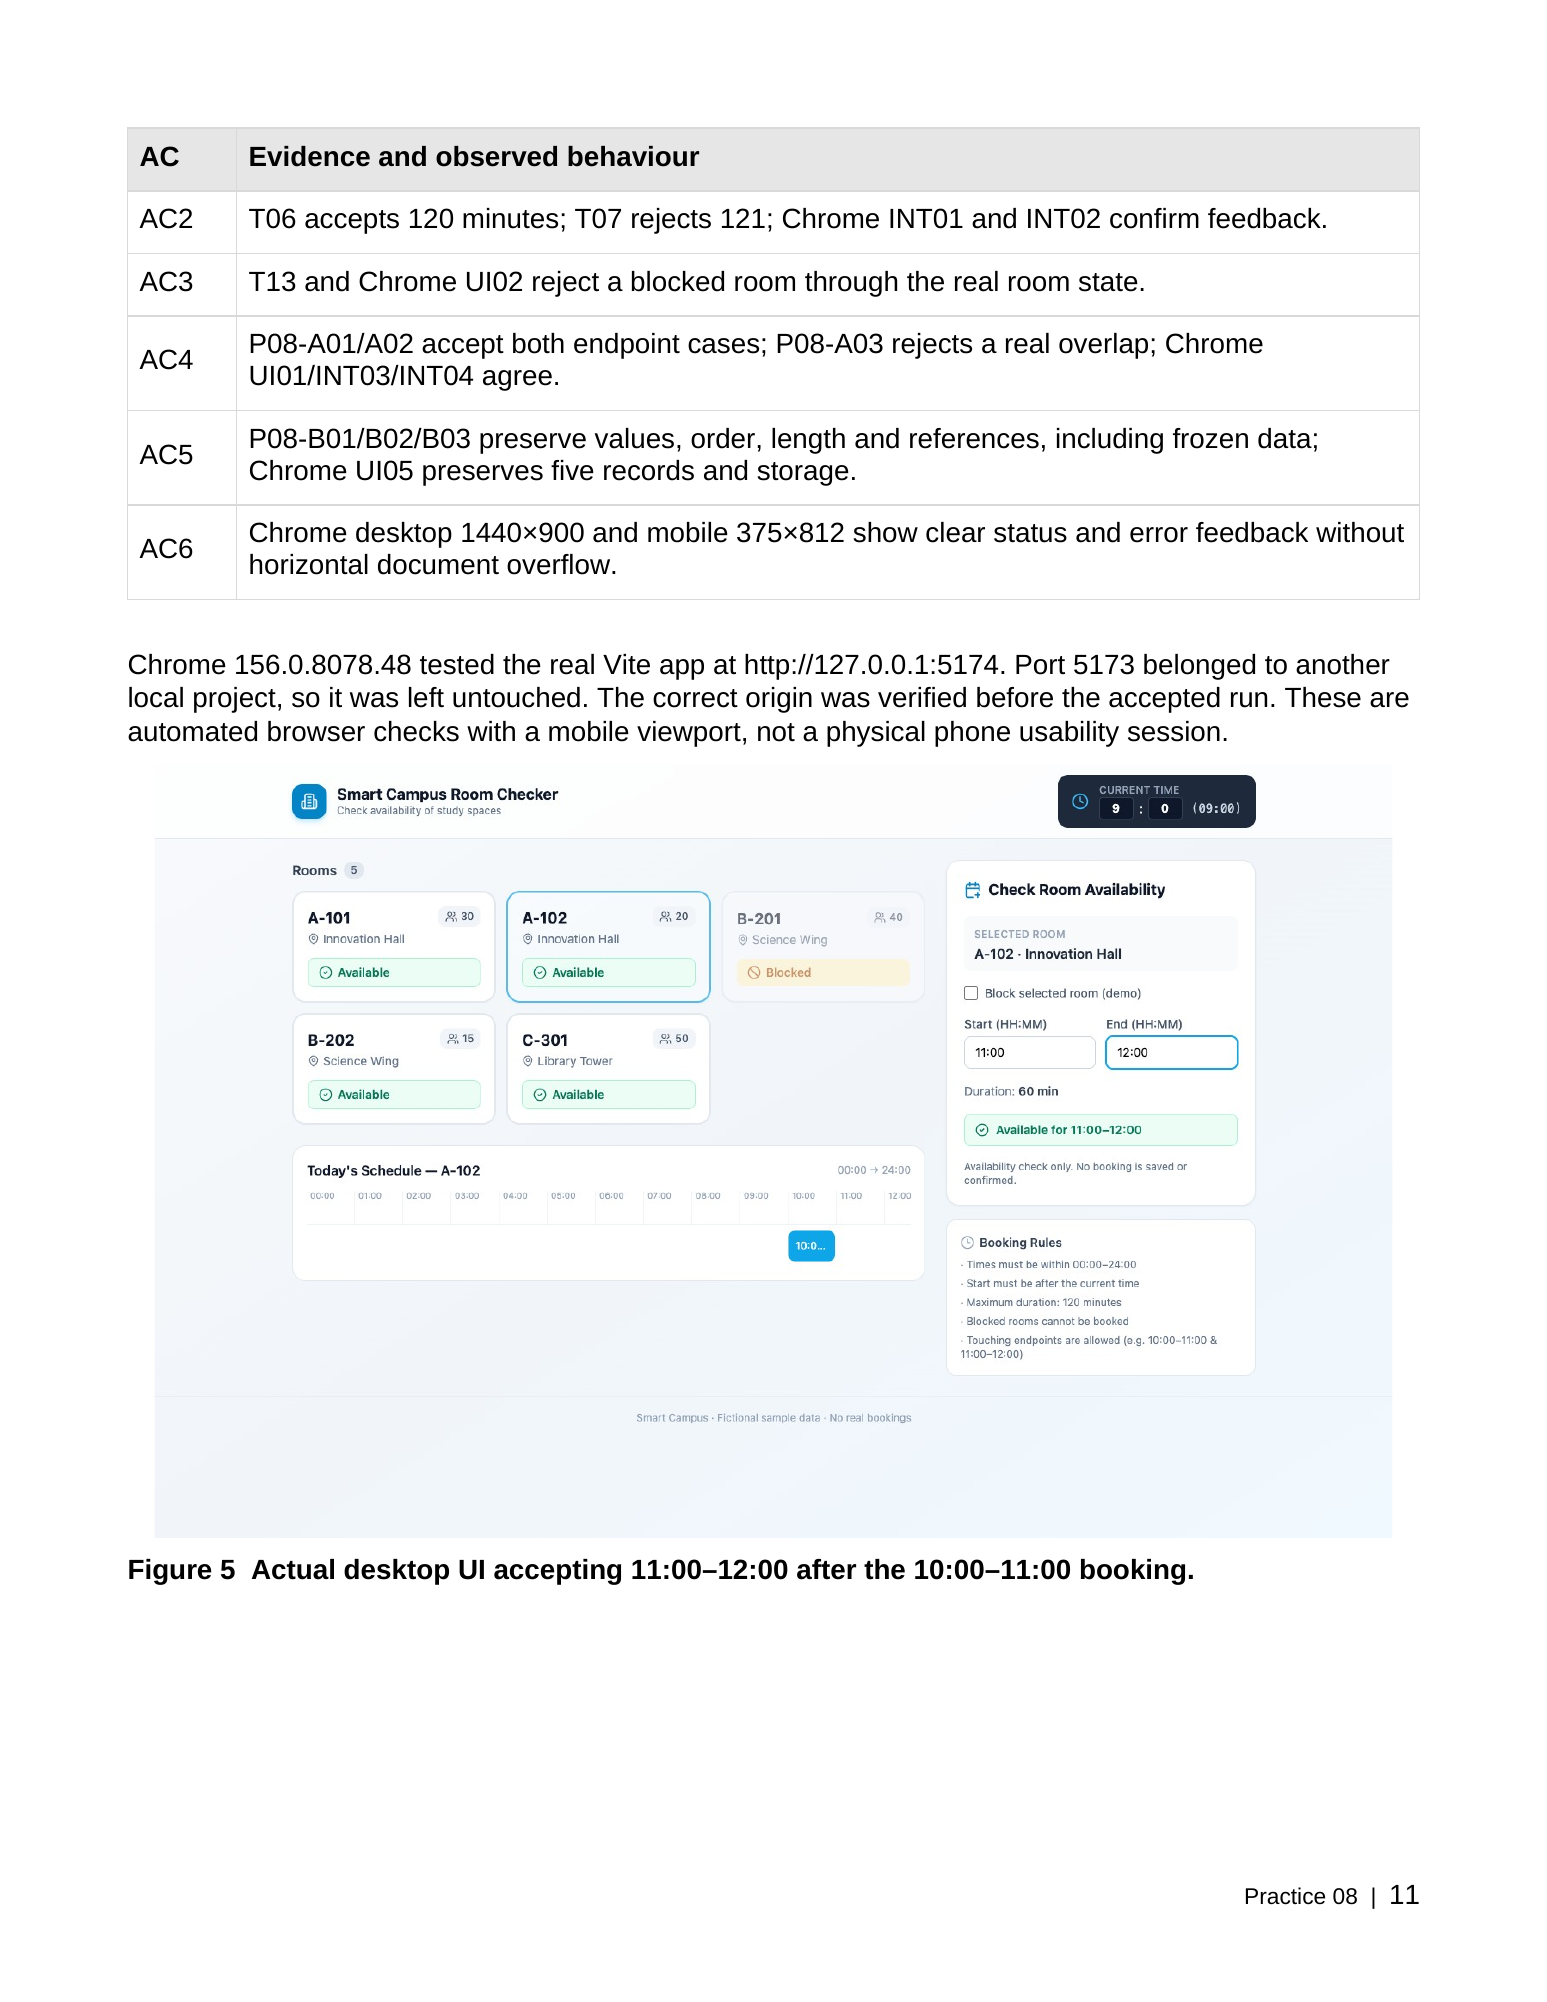 AC Evidence and observed behaviour
AC2 T06 accepts 120 minutes; T07 rejects 121; Chrome INT01 and INT02 confirm feedback.
AC3 T13 and Chrome UI02 reject a blocked room through the real room state.
AC4 P08-A01/A02 accept both endpoint cases; P08-A03 rejects a real overlap; Chrome
UI01/INT03/INT04 agree.
AC5 P08-B01/B02/B03 preserve values, order, length and references, including frozen data;
Chrome UI05 preserves five records and storage.
AC6 Chrome desktop 1440×900 and mobile 375×812 show clear status and error feedback without
horizontal document overflow.
Chrome 156.0.8078.48 tested the real Vite app at http://127.0.0.1:5174. Port 5173 belonged to another
local project, so it was left untouched. The correct origin was verified before the accepted run. These are
automated browser checks with a mobile viewport, not a physical phone usability session.
Smart Campus Room Checker
Check availability of study spaces
CURRENT TIME
9 : 0 (09:00)
Rooms 5
A-101 30
Innovation Hall
Available
A-102 20
Innovation Hall
Available
B-201 40
Science Wing
Blocked
B-202 15
Science Wing
Available
C-301 50
Library Tower
Available
Today's Schedule — A-102 00:00 → 24:00
00:00 01:00 02:00 03:00 04:00 05:00 06:00 07:00 08:00 09:00 10:00 11:00 12:00
10:0...
Check Room Availability
SELECTED ROOM
A-102 · Innovation Hall
Block selected room (demo)
Start (HH:MM) End (HH:MM)
11:00 12:00
Duration: 60 min
Available for 11:00–12:00
Availability check only. No booking is saved or
confirmed.
Booking Rules
· Times must be within 00:00–24:00
· Start must be after the current time
· Maximum duration: 120 minutes
· Blocked rooms cannot be booked
· Touching endpoints are allowed (e.g. 10:00–11:00 &
11:00–12:00)
Smart Campus · Fictional sample data · No real bookings
Figure 5 Actual desktop UI accepting 11:00–12:00 after the 10:00–11:00 booking.
Practice 08 | 11